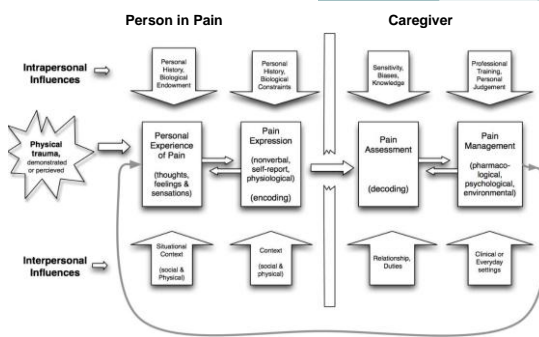 Person in Pain
Caregiver
Intrapersonal
Influences
Personal
History,
Biological
Endowment
Personal
History,
Biological
Constraints
Sensitivity,
Biases,
Knowledge
Professional
Training,
Personal
Judgement
Physical
trauma,
demonstrated
or percieved
Personal
Experience
of Pain
(thoughts,
feelings &
sensations)
Pain
Expression
(nonverbal,
self-report,
physiological)
(encoding)
Pain
Assessment
(decoding)
Pain
Management
(pharmaco-
logical,
psychological,
environmental)
Interpersonal
Influences
Situational
Context
(social &
Physical)
Context
(social &
physical)
Relationship,
Duties
Clinical or
Everyday
settings